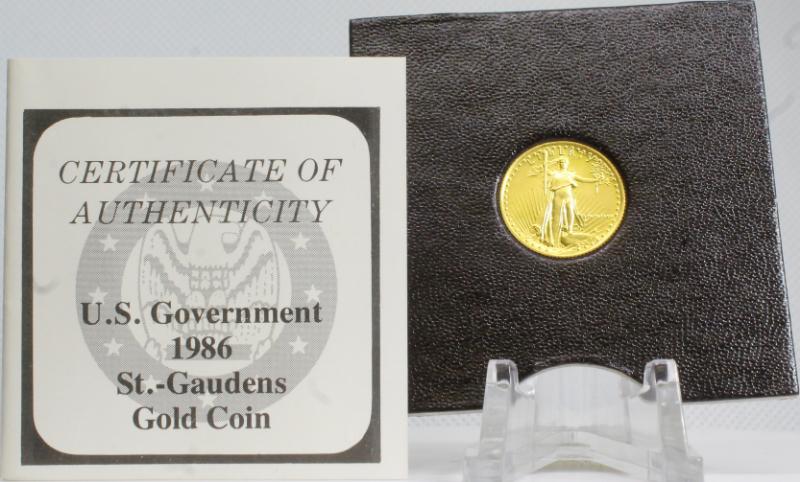 CERTIFICATE OF
AUTHENTICITY
U.S. Government
1986
St.-Gaudens
Gold Coin